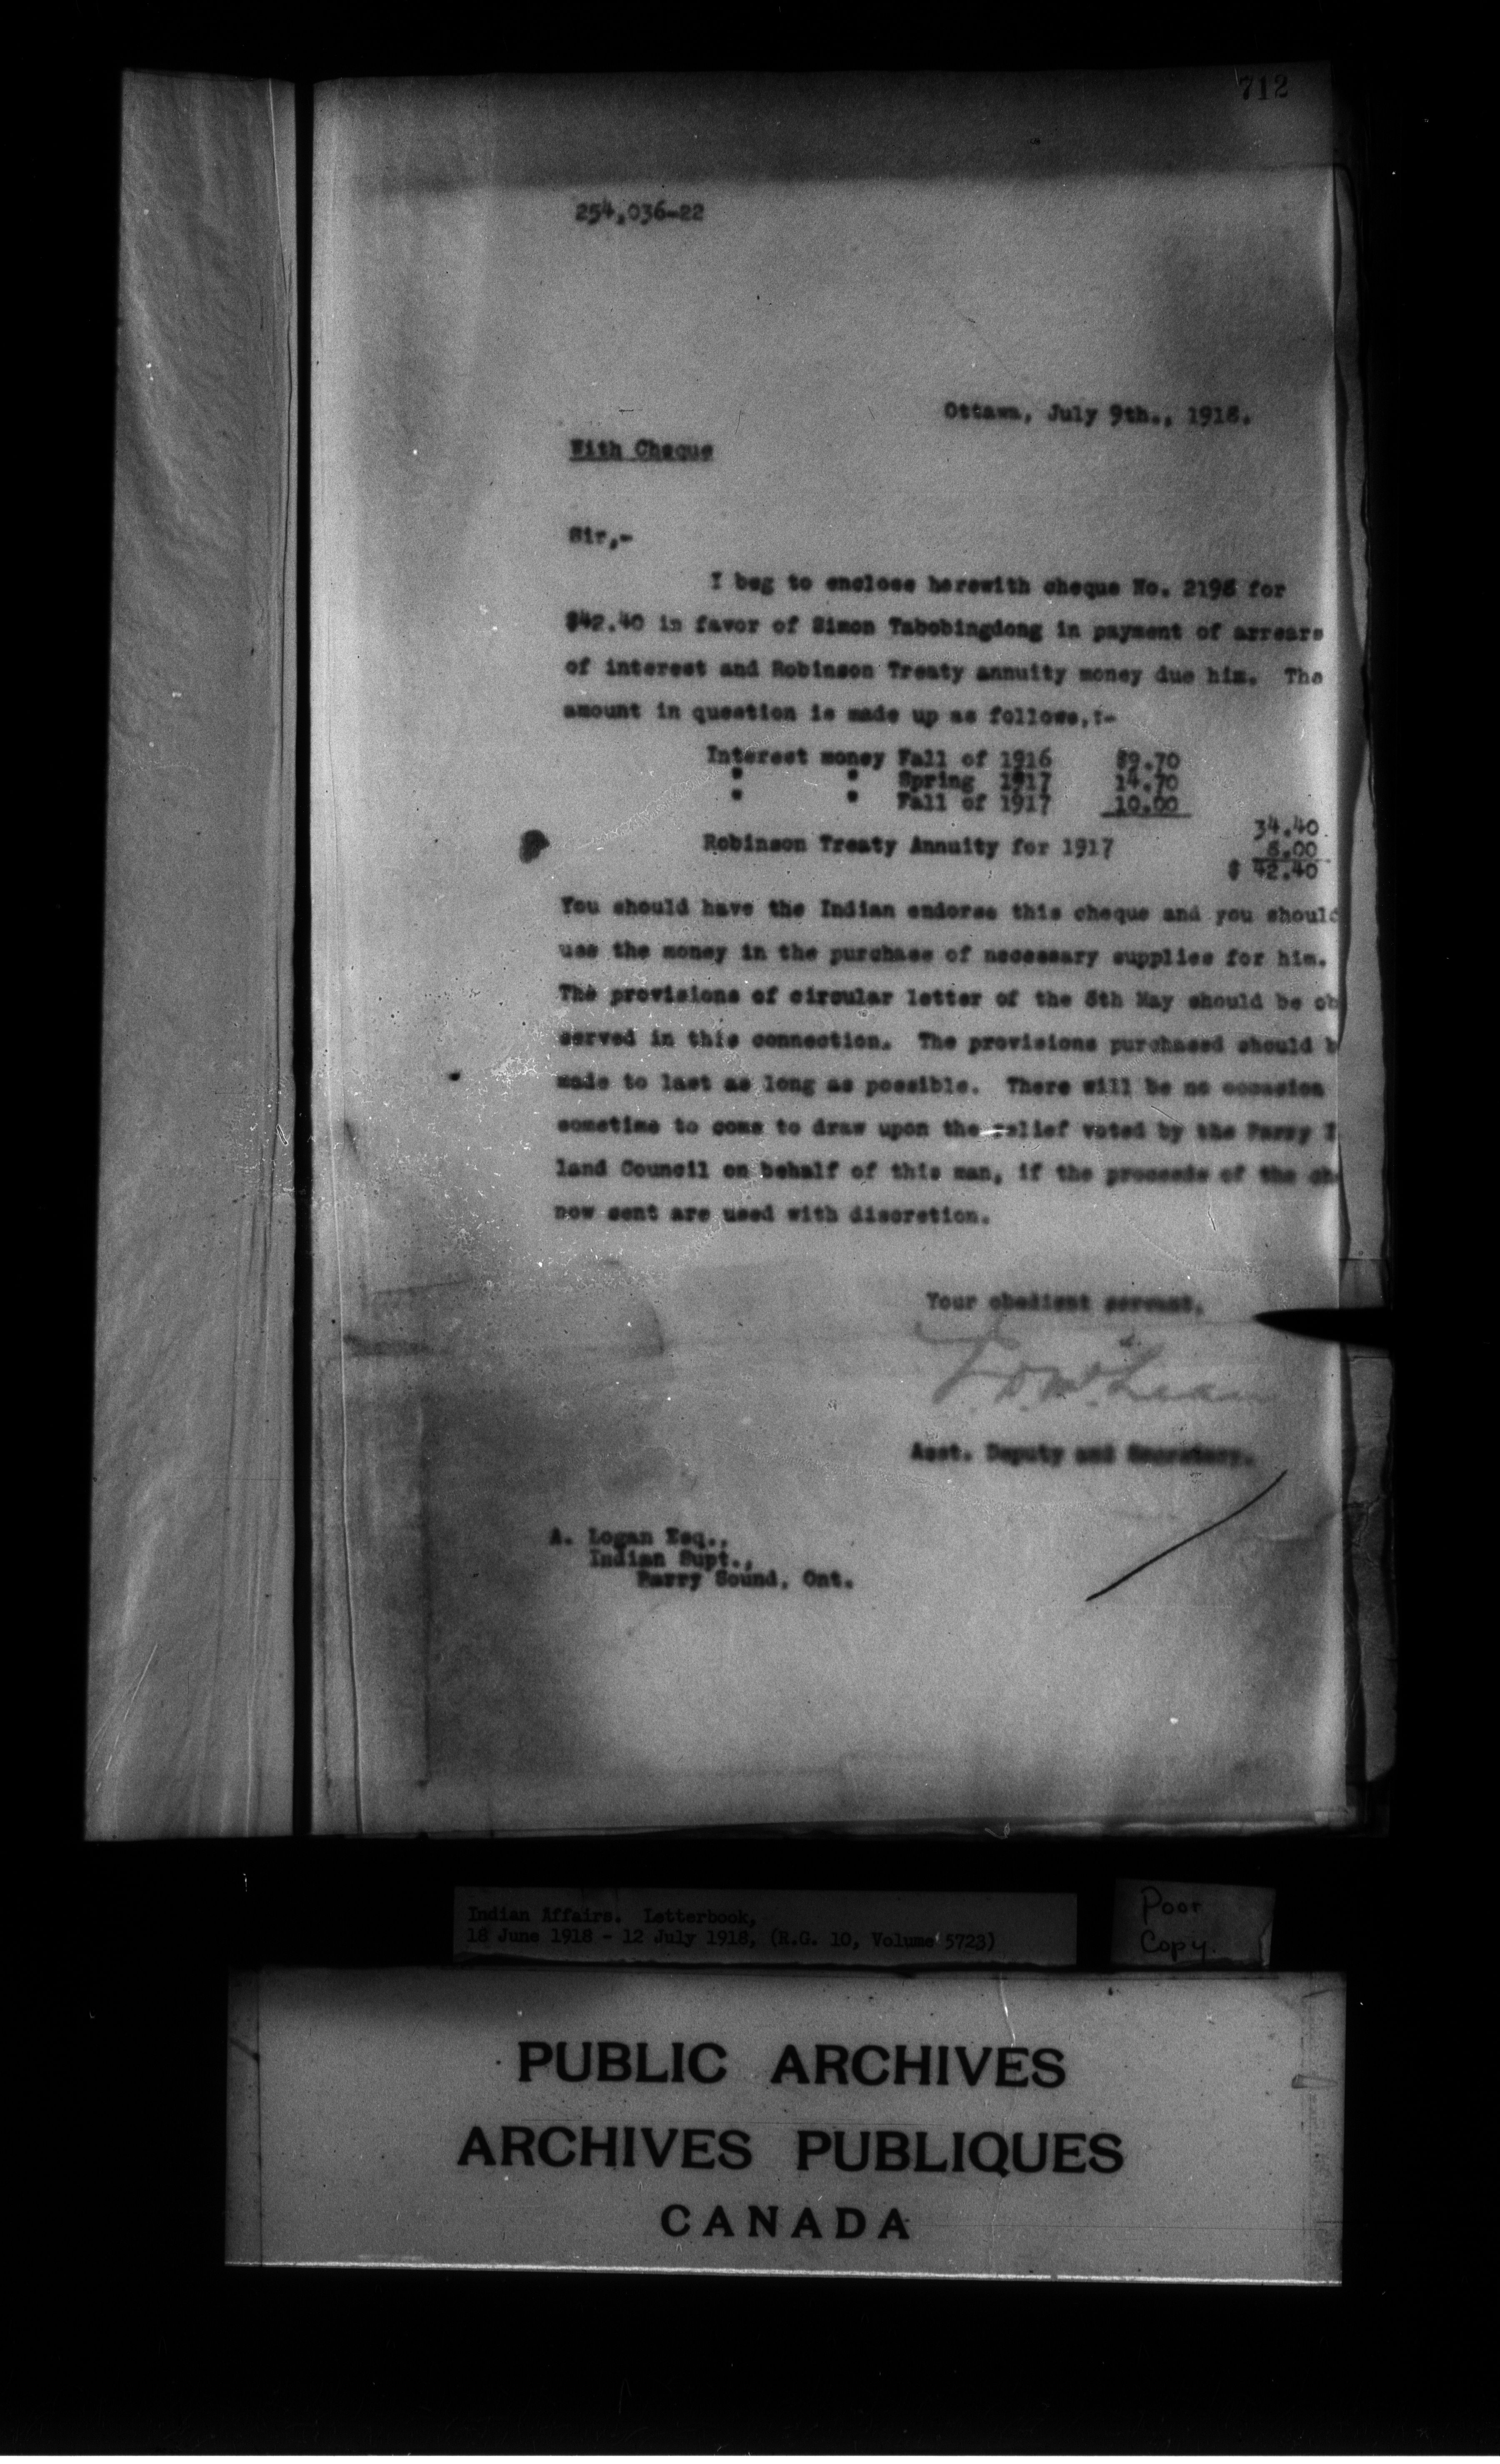 712
254,036-22
Ottawa, July 9th., 1918.
With Cheque
Sir,-
I beg to enclose herewith cheque No. for
$42.40 in favor of Simon Tabobingdong in payment of arrears
of interest and Robinson Treaty annuity money due him. The
amount in question is made up as follows,:-
Interest money Fall of 1916 $9.70
" " Spring 1917 14.70
" " Fall of 1917 10.00
34.40
Robinson Treaty Annuity for 1917 8.00
$ 42.40
You should have the Indian endorse this cheque and you should
use the money in the purchase of necessary supplies for him.
The provisions of circular letter of the May should be ob
served in this connection. The provisions purchased should b
made to last as long as possible. There will be no occasion
sometime to come to draw upon the relief voted by the Parry I
land Council on behalf of this man, if the proceeds of the ch
now sent are used with discretion.
Your obedient servant,
J.D. McLean
Asst. Deputy and Secretary.
A. Logan Esq.,
Indian Supt.,
Parry Sound, Ont.
Indian Affairs. Letterbook,
18 June 1918 - 12 July 1918, (R.G. 10, Volume 5723)
Poor
Copy.
PUBLIC ARCHIVES
ARCHIVES PUBLIQUES
CANADA